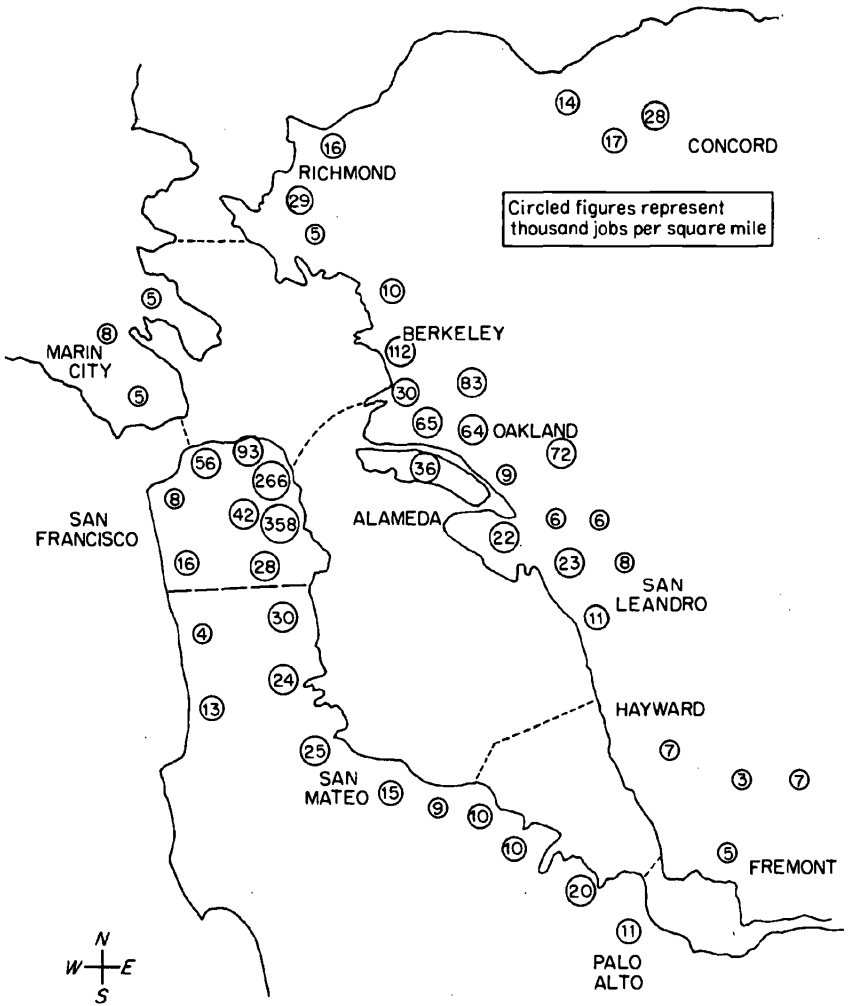 14
28
17
CONCORD
16
RICHMOND
29
5
Circled figures represent
thousand jobs per square mile
10
5
8
MARIN
CITY
5
BERKELEY
112
83
30
65
64
OAKLAND
72
36
9
ALAMEDA
22
6
6
23
8
SAN
LEANDRO
11
93
56
266
8
42
358
SAN
FRANCISCO
16
28
4
30
24
13
25
SAN
MATEO
15
9
10
10
20
11
PALO
ALTO
HAYWARD
7
3
7
5
FREMONT
N
W E
S